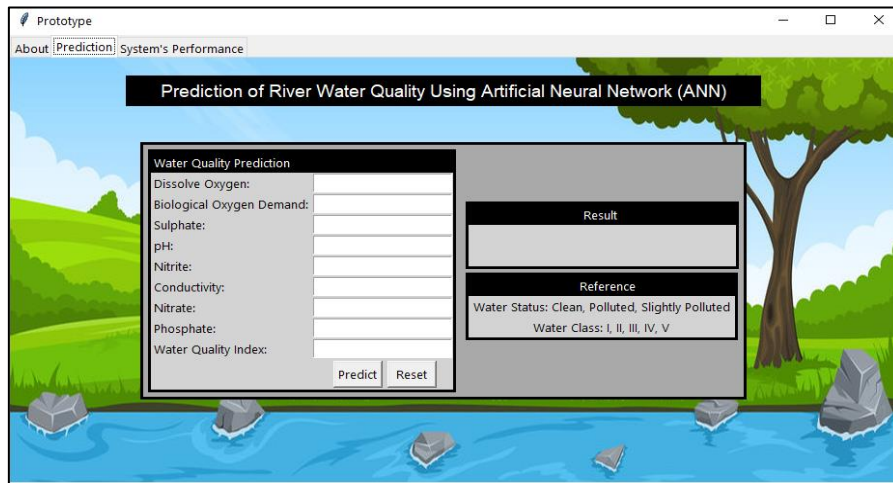 Prototype
About Prediction System's Performance
Prediction of River Water Quality Using Artificial Neural Network (ANN)
Water Quality Prediction
Dissolve Oxygen:
Biological Oxygen Demand:
Sulphate:
pH:
Nitrite:
Conductivity:
Nitrate:
Phosphate:
Water Quality Index:
Predict Reset
Result
Reference
Water Status: Clean, Polluted, Slightly Polluted
Water Class: I, II, III, IV, V